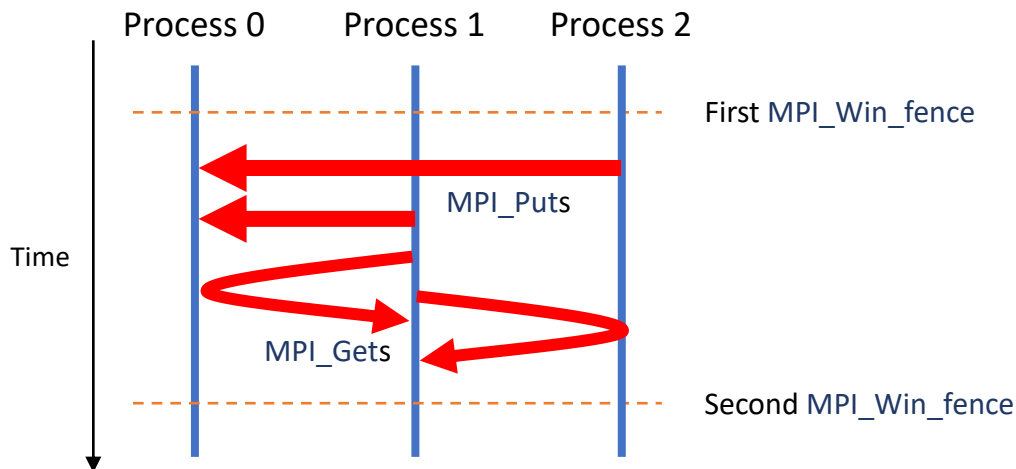 Process 0 Process 1 Process 2
First MPI_Win_fence
MPI_Puts
Time
MPI_Gets
Second MPI_Win_fence